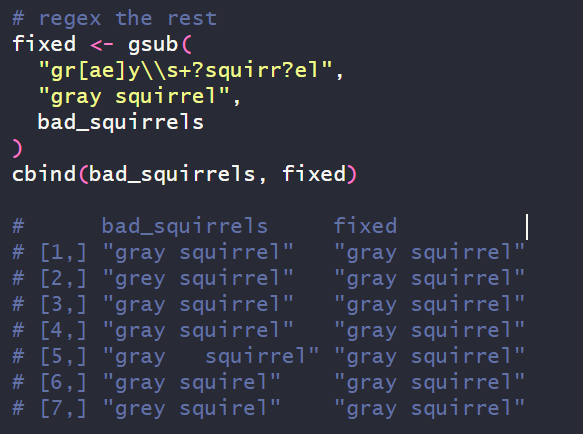 # regex the rest
fixed <- gsub(
  "gr[ae]y\\s+?squirr?el",
  "gray squirrel",
  bad_squirrels
)
cbind(bad_squirrels, fixed)

#      bad_squirrels     fixed
# [1,] "gray squirrel"   "gray squirrel"
# [2,] "grey squirrel"   "gray squirrel"
# [3,] "gray squirrel"   "gray squirrel"
# [4,] "gray squirrel"   "gray squirrel"
# [5,] "gray   squirrel" "gray squirrel"
# [6,] "gray squirel"    "gray squirrel"
# [7,] "grey squirel"    "gray squirrel"